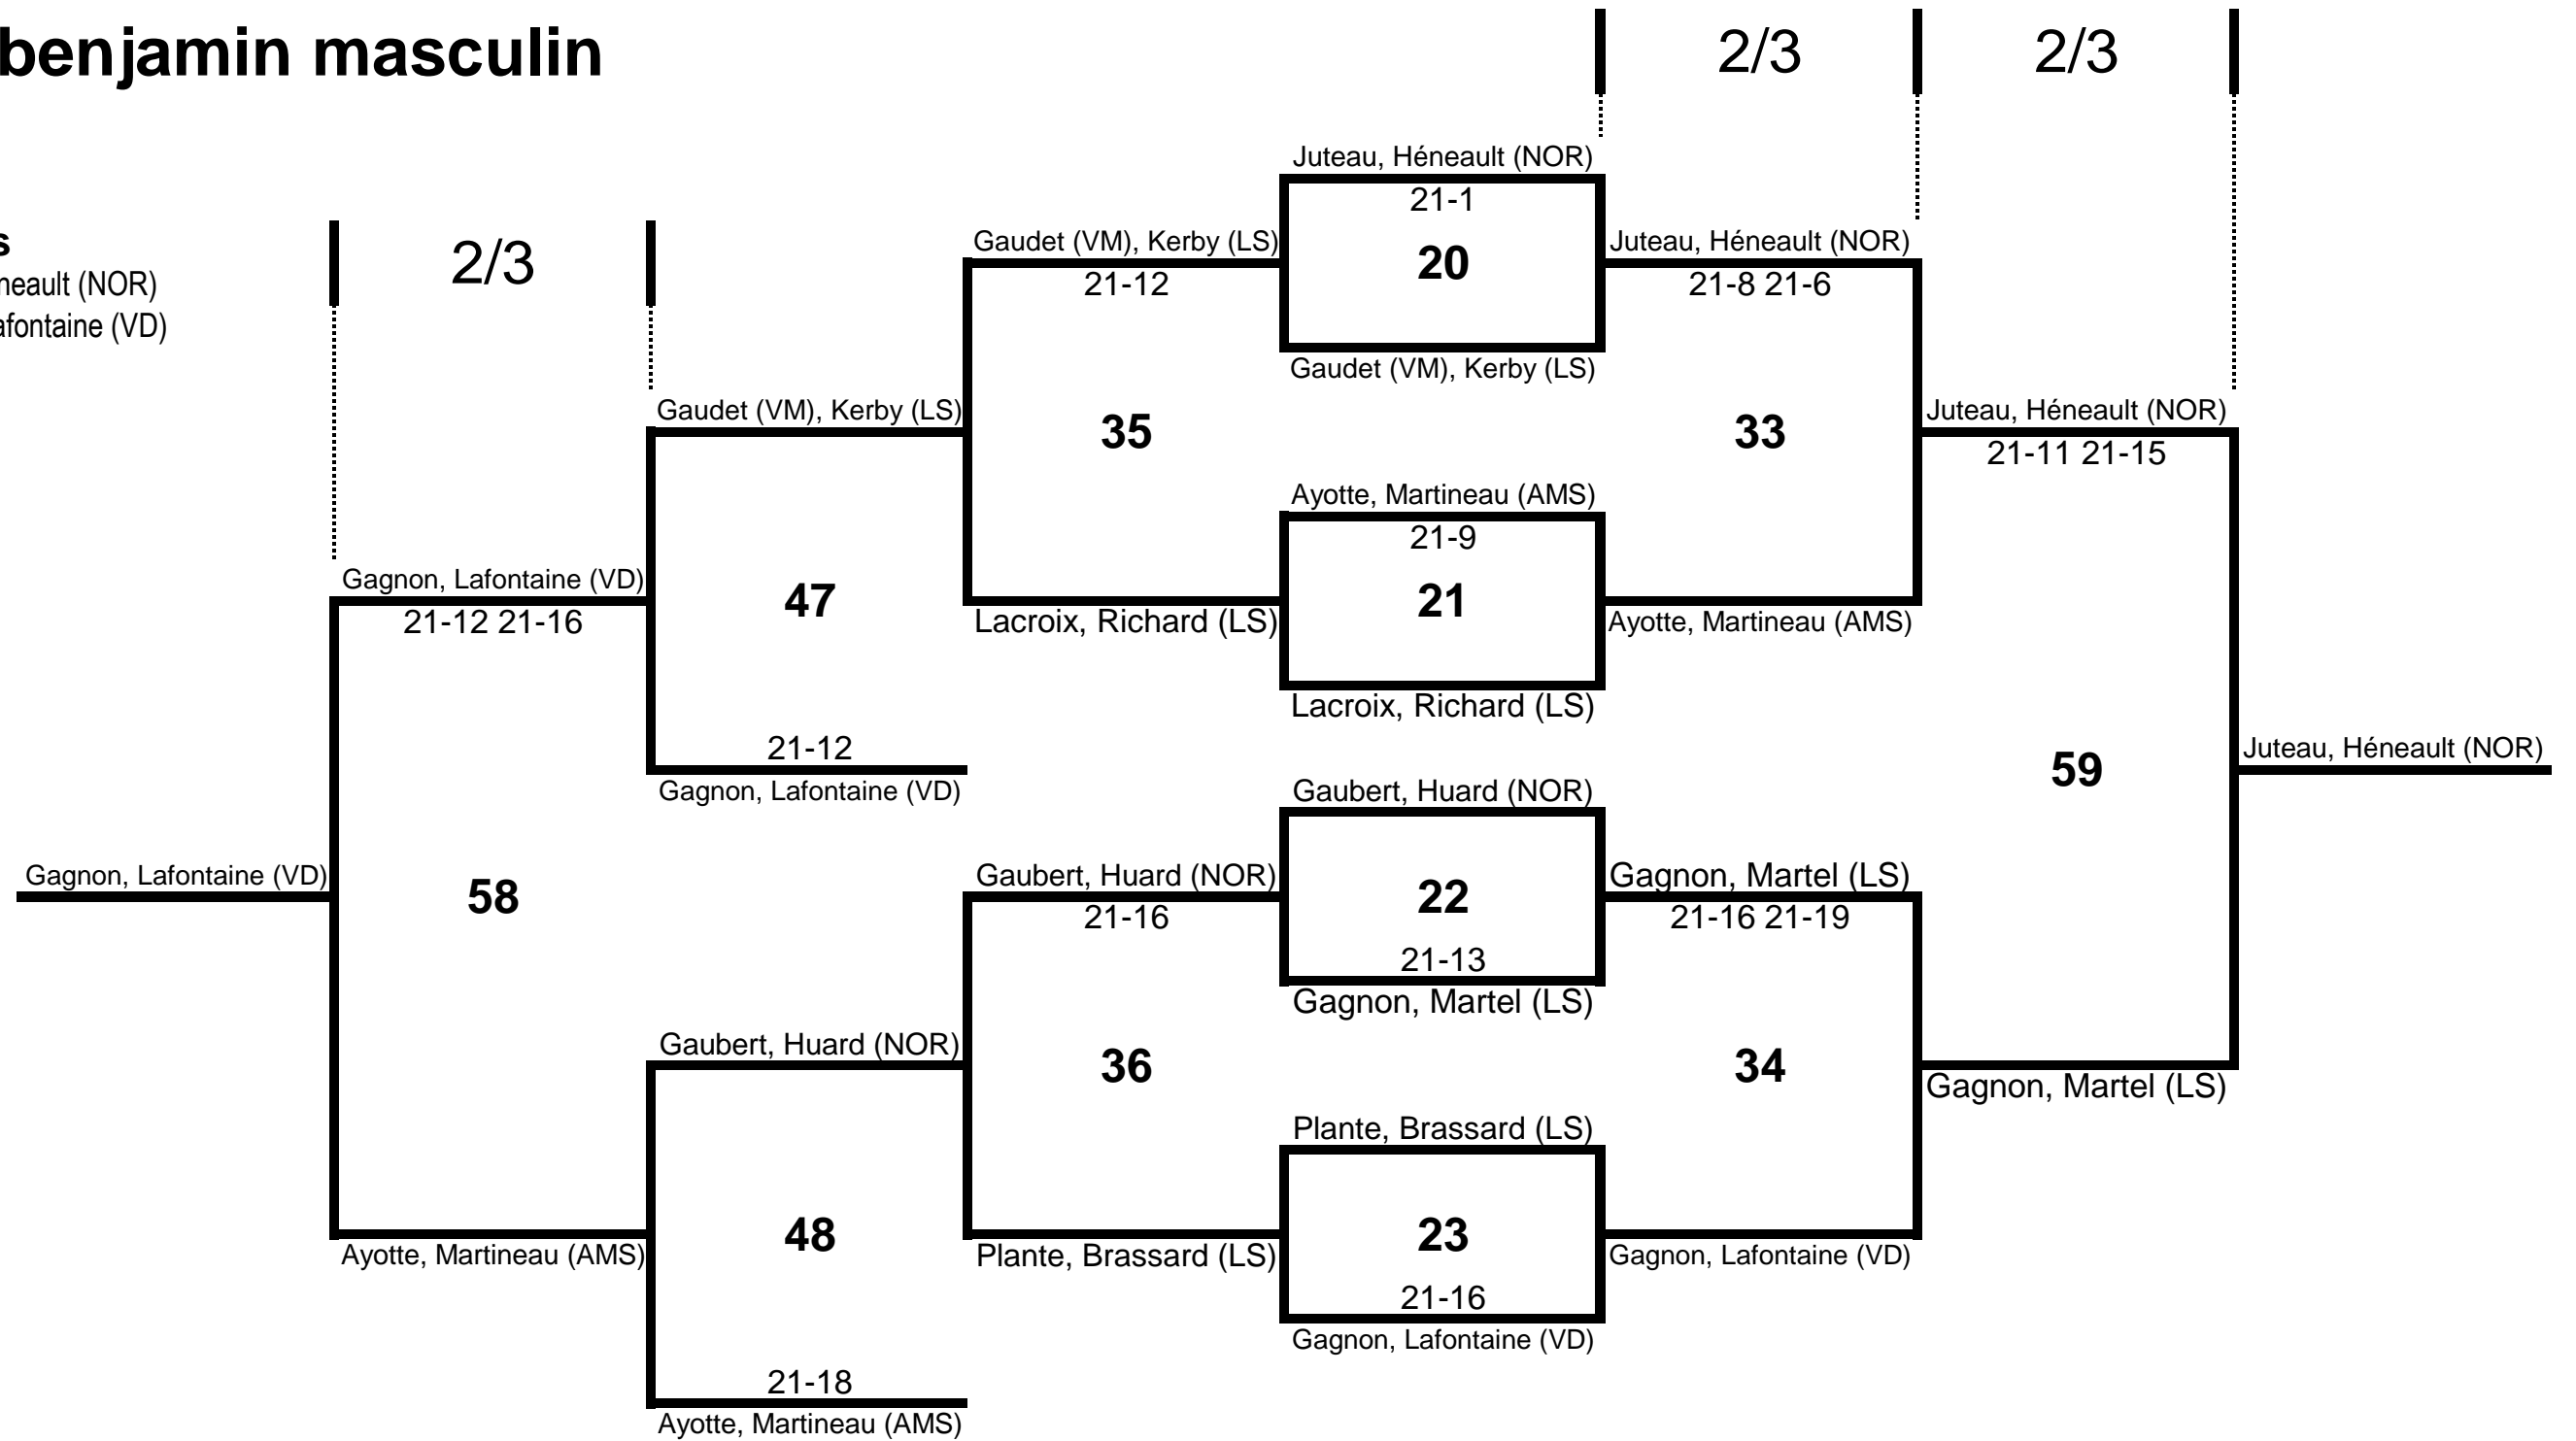 benjamin masculin
2/3
2/3
Juteau, Héneault (NOR)
21-1
s
Gaudet (VM), Kerby (LS)
20
Juteau, Héneault (NOR)
2/3
neault (NOR)
21-12
21-8 21-6
afontaine (VD)
Gaudet (VM), Kerby (LS)
Gaudet (VM), Kerby (LS)
35
33
Juteau, Héneault (NOR)
21-11 21-15
Ayotte, Martineau (AMS)
21-9
Gagnon, Lafontaine (VD)
47
21
21-12 21-16
Lacroix, Richard (LS)
Ayotte, Martineau (AMS)
Lacroix, Richard (LS)
21-12
Juteau, Héneault (NOR)
59
Gagnon, Lafontaine (VD)
Gaubert, Huard (NOR)
Gagnon, Lafontaine (VD)
58
Gaubert, Huard (NOR)
22
Gagnon, Martel (LS)
21-16
21-16 21-19
21-13
Gagnon, Martel (LS)
Gaubert, Huard (NOR)
36
34
Gagnon, Martel (LS)
Plante, Brassard (LS)
48
23
Ayotte, Martineau (AMS)
Plante, Brassard (LS)
Gagnon, Lafontaine (VD)
21-16
Gagnon, Lafontaine (VD)
21-18
Ayotte, Martineau (AMS)